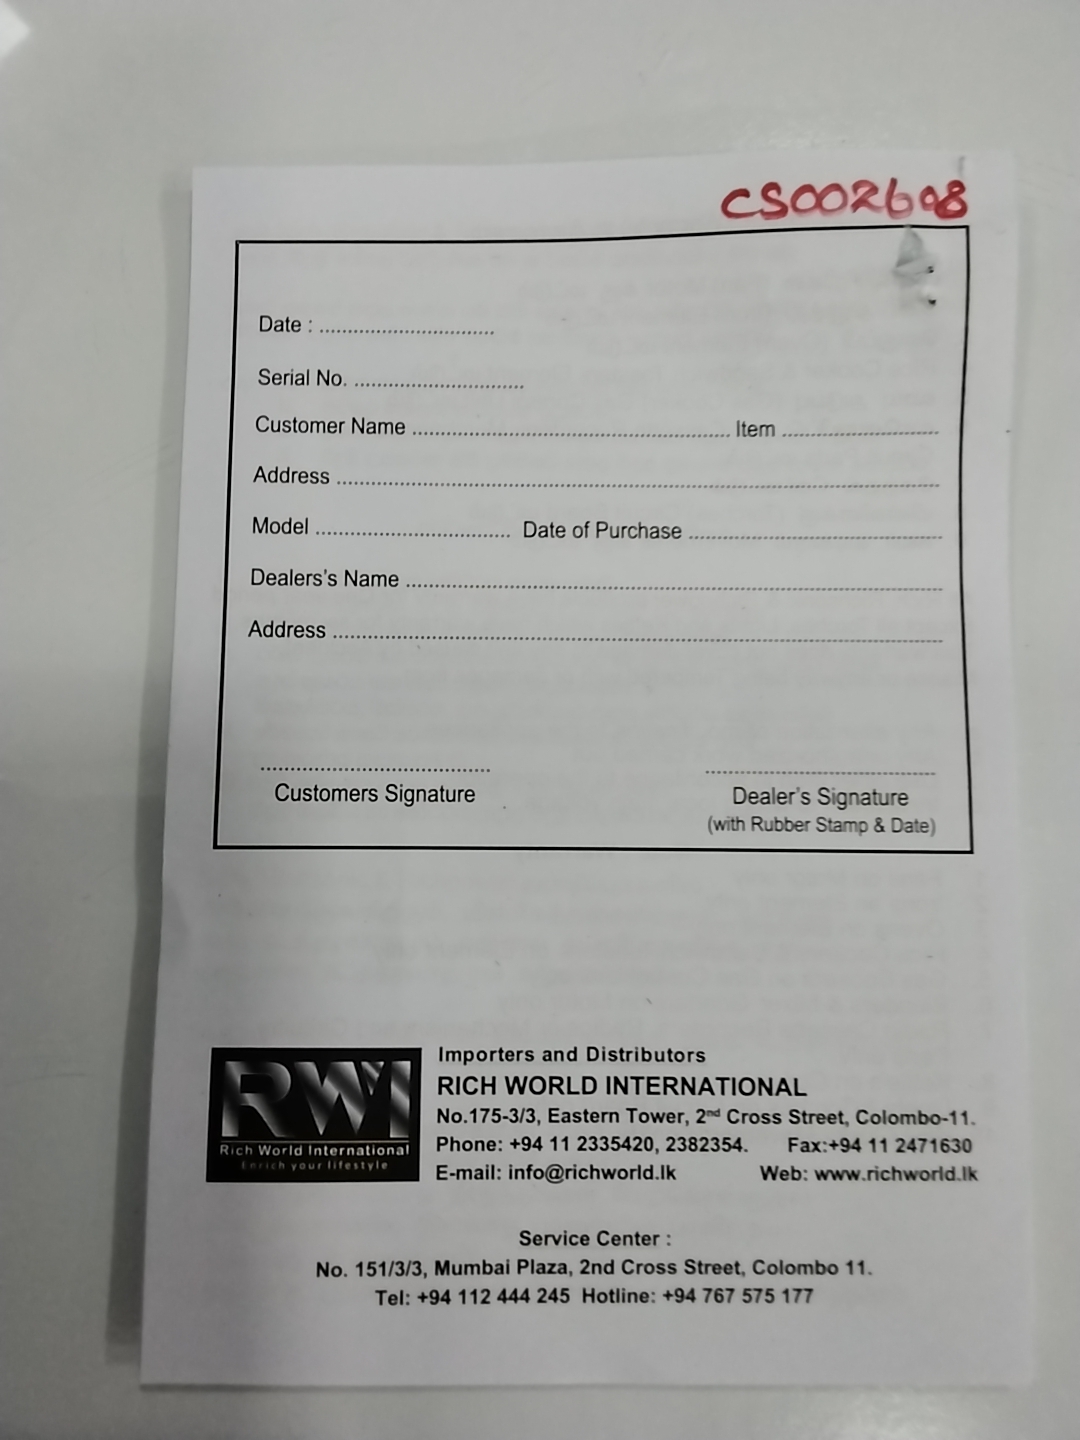 CS002608
Date : ................................
Serial No. ...............................
Customer Name ........................................................ Item ............................
Address ..........................................................................................................
Model .................................. Date of Purchase .............................................
Dealers's Name ...............................................................................................
Address ...........................................................................................................
.........................................
Customers Signature
.........................................
Dealer's Signature
(with Rubber Stamp & Date)
RWI
Rich World International
Enrich your lifestyle
Importers and Distributors
RICH WORLD INTERNATIONAL
No.175-3/3, Eastern Tower, 2nd Cross Street, Colombo-11.
Phone: +94 11 2335420, 2382354. Fax:+94 11 2471630
E-mail: info@richworld.lk Web: www.richworld.lk
Service Center :
No. 151/3/3, Mumbai Plaza, 2nd Cross Street, Colombo 11.
Tel: +94 112 444 245 Hotline: +94 767 575 177